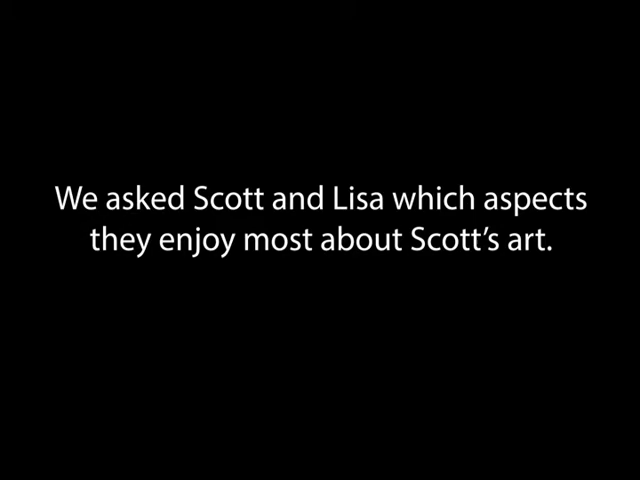 We asked Scott and Lisa which aspects
they enjoy most about Scott’s art.